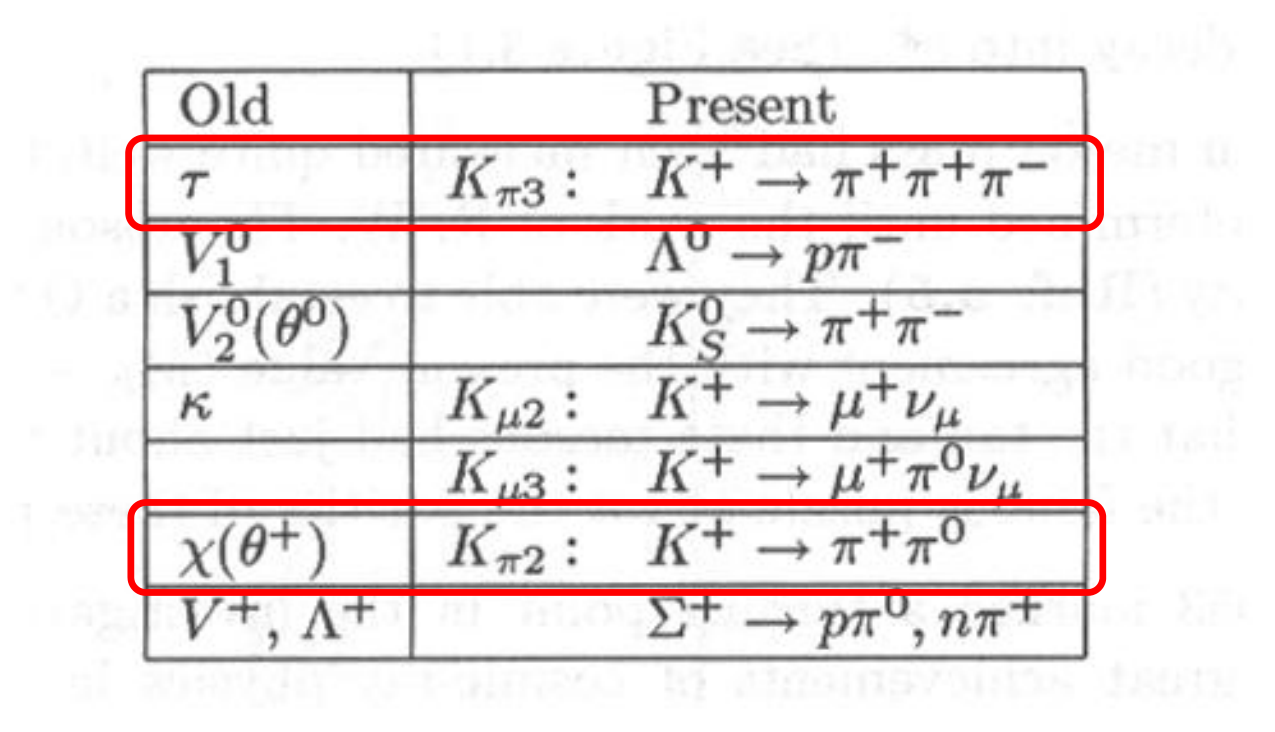 Old Present
τ K_{π3} : K⁺ → π⁺π⁺π⁻
V₁⁰ Λ⁰ → pπ⁻
V₂⁰(θ⁰) K_S⁰ → π⁺π⁻
κ K_{μ2} : K⁺ → μ⁺ν_μ
K_{μ3} : K⁺ → μ⁺π⁰ν_μ
χ(θ⁺) K_{π2} : K⁺ → π⁺π⁰
V⁺, Λ⁺ Σ⁺ → pπ⁰, nπ⁺